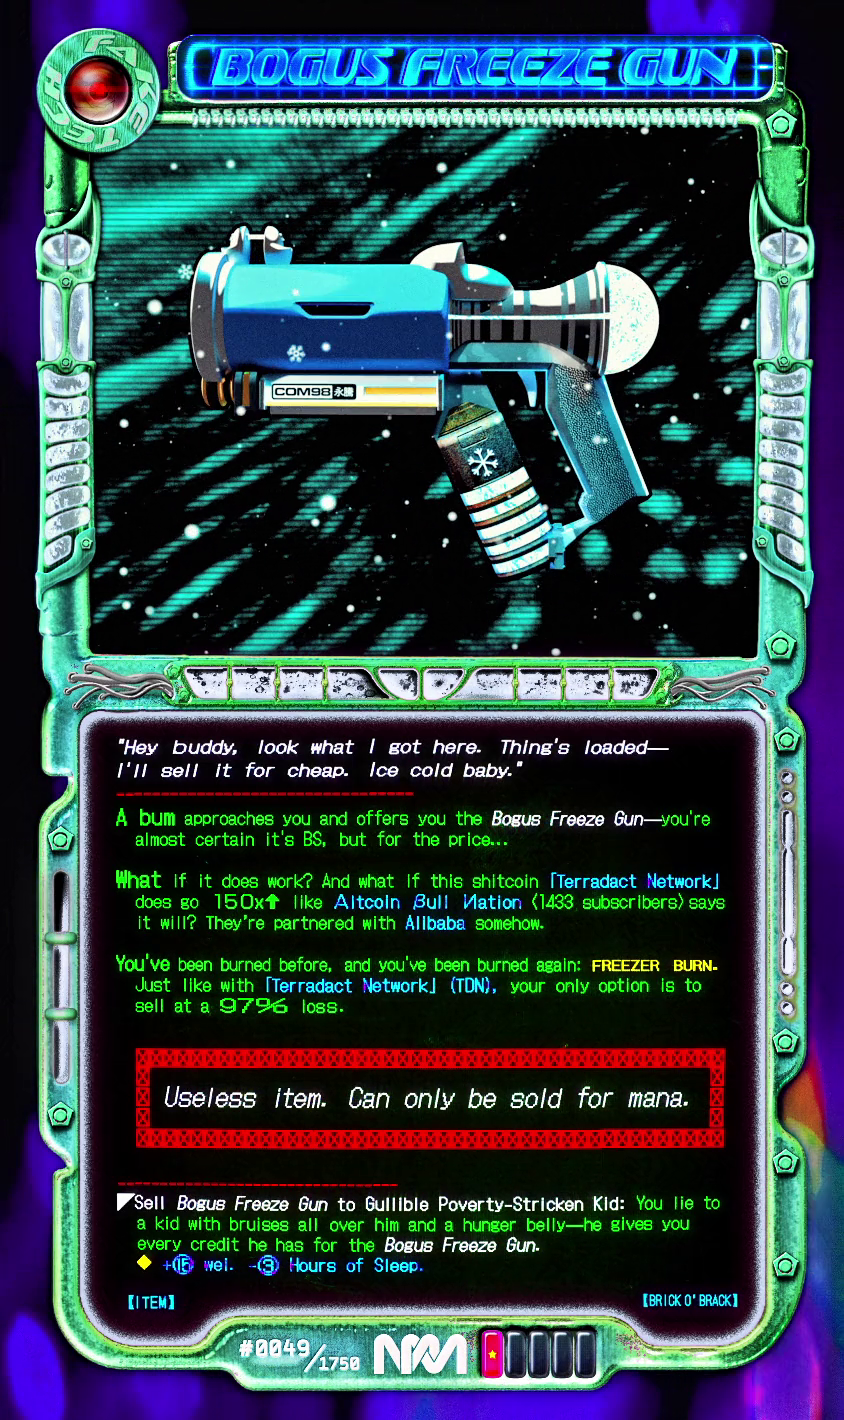 FAKE TECH
BOGUS FREEZE GUN
COM98 永騰
"Hey buddy, look what I got here. Thing's loaded—
I'll sell it for cheap. Ice cold baby."
A bum approaches you and offers you the Bogus Freeze Gun—you're
almost certain it's BS, but for the price...
What if it does work? And what if this shitcoin 「Terradact Network」
does go 150x↑ like Altcoin Bull Nation (1433 subscribers) says
it will? They're partnered with Alibaba somehow.
You've been burned before, and you've been burned again: FREEZER BURN.
Just like with 「Terradact Network」 (TDN), your only option is to
sell at a 97% loss.
Useless item. Can only be sold for mana.
Sell Bogus Freeze Gun to Gullible Poverty-Stricken Kid: You lie to
a kid with bruises all over him and a hunger belly—he gives you
every credit he has for the Bogus Freeze Gun.
◆ +15 wei. -3 Hours of Sleep.
【ITEM】
【BRICK O' BRACK】
#0049/1750